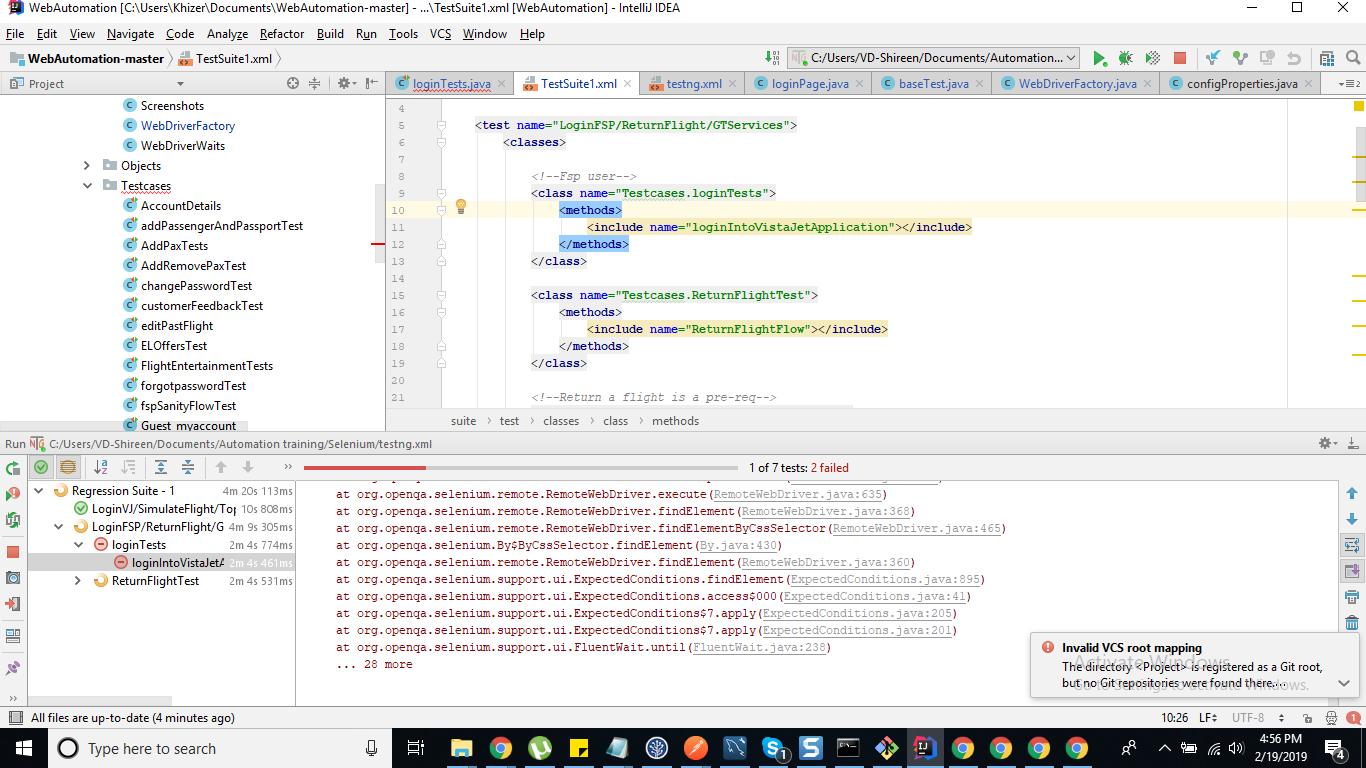 WebAutomation [C:\Users\Khizer\Documents\WebAutomation-master] - ...\TestSuite1.xml [WebAutomation] - IntelliJ IDEA
File Edit View Navigate Code Analyze Refactor Build Run Tools VCS Window Help
WebAutomation-master TestSuite1.xml C:/Users/VD-Shireen/Documents/Automation...
Project
loginTests.java TestSuite1.xml testng.xml loginPage.java baseTest.java WebDriverFactory.java configProperties.java
Screenshots
WebDriverFactory
WebDriverWaits
Objects
Testcases
AccountDetails
addPassengerAndPassportTest
AddPaxTests
AddRemovePaxTest
changePasswordTest
customerFeedbackTest
editPastFlight
ELOffersTest
FlightEntertainmentTests
forgotpasswordTest
fspSanityFlowTest
Guest_myaccount
4
5 <test name="LoginFSP/ReturnFlight/GTServices">
6 <classes>
7
8 <!--Fsp user-->
9 <class name="Testcases.loginTests">
10 <methods>
11 <include name="loginIntoVistaJetApplication"></include>
12 </methods>
13 </class>
14
15 <class name="Testcases.ReturnFlightTest">
16 <methods>
17 <include name="ReturnFlightFlow"></include>
18 </methods>
19 </class>
20
21 <!--Return a flight is a pre-req-->
suite test classes class methods
Run C:/Users/VD-Shireen/Documents/Automation training/Selenium/testng.xml
1 of 7 tests: 2 failed
Regression Suite - 1 4m 20s 113ms
LoginVJ/SimulateFlight/Top 10s 808ms
LoginFSP/ReturnFlight/G 4m 9s 305ms
loginTests 2m 4s 774ms
loginIntoVistaJetA 2m 4s 461ms
ReturnFlightTest 2m 4s 531ms
at org.openqa.selenium.remote.RemoteWebDriver.execute(RemoteWebDriver.java:635)
at org.openqa.selenium.remote.RemoteWebDriver.findElement(RemoteWebDriver.java:368)
at org.openqa.selenium.remote.RemoteWebDriver.findElementByCssSelector(RemoteWebDriver.java:465)
at org.openqa.selenium.By$ByCssSelector.findElement(By.java:430)
at org.openqa.selenium.remote.RemoteWebDriver.findElement(RemoteWebDriver.java:360)
at org.openqa.selenium.support.ui.ExpectedConditions.findElement(ExpectedConditions.java:895)
at org.openqa.selenium.support.ui.ExpectedConditions.access$000(ExpectedConditions.java:41)
at org.openqa.selenium.support.ui.ExpectedConditions$7.apply(ExpectedConditions.java:205)
at org.openqa.selenium.support.ui.ExpectedConditions$7.apply(ExpectedConditions.java:201)
at org.openqa.selenium.support.ui.FluentWait.until(FluentWait.java:238)
... 28 more
Invalid VCS root mapping
Activate Windows
The directory <Project> is registered as a Git root,
but no Git repositories were found there....
Go to Settings to activate Windows.
All files are up-to-date (4 minutes ago)
10:26 LF UTF-8 1
Type here to search
4:56 PM
2/19/2019
4